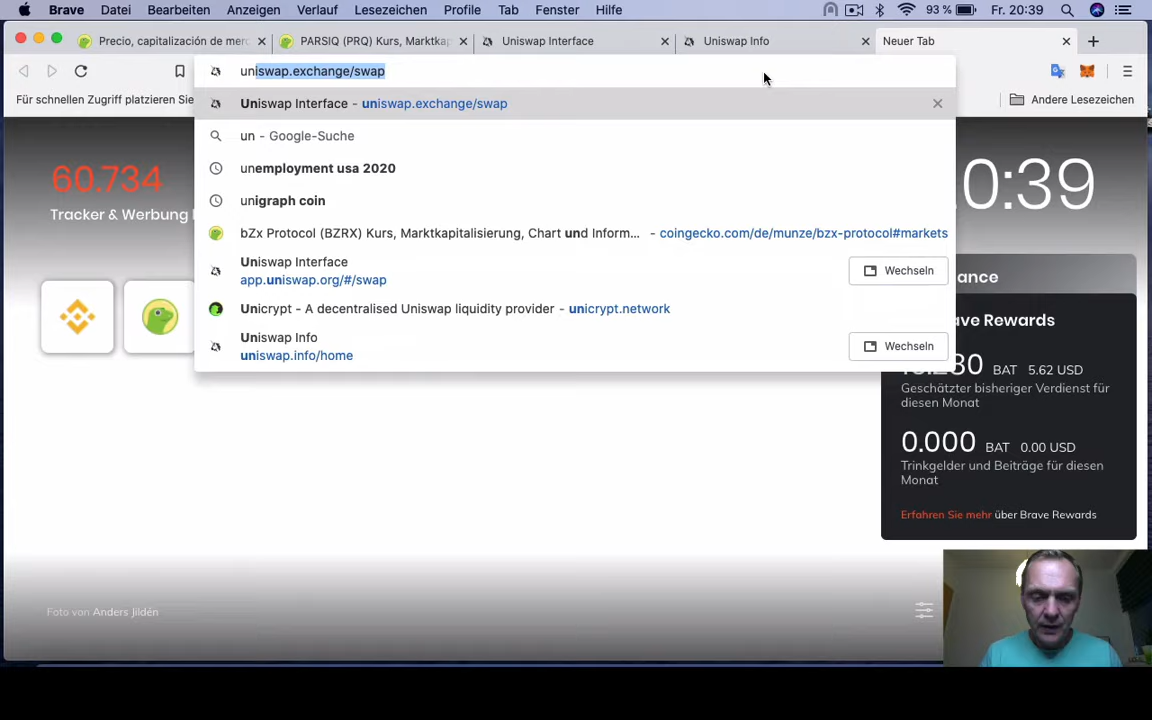 Brave Datei Bearbeiten Anzeigen Verlauf Lesezeichen Profile Tab Fenster Hilfe 93 % Fr. 20:39
Precio, capitalización de merc PARSIQ (PRQ) Kurs, Marktkap Uniswap Interface Uniswap Info Neuer Tab
uniswap.exchange/swap
Für schnellen Zugriff platzieren Sie Andere Lesezeichen
Uniswap Interface - uniswap.exchange/swap
un - Google-Suche
unemployment usa 2020
unigraph coin
bZx Protocol (BZRX) Kurs, Marktkapitalisierung, Chart und Inform... - coingecko.com/de/munze/bzx-protocol#markets
Uniswap Interface
app.uniswap.org/#/swap
Wechseln
Unicrypt - A decentralised Uniswap liquidity provider - unicrypt.network
Uniswap Info
uniswap.info/home
Wechseln
60.734
Tracker & Werbung
0:39
ance
ave Rewards
BAT 5.62 USD
Geschätzter bisheriger Verdienst für
diesen Monat
0.000 BAT 0.00 USD
Trinkgelder und Beiträge für diesen
Monat
Erfahren Sie mehr über Brave Rewards
Foto von Anders Jildén